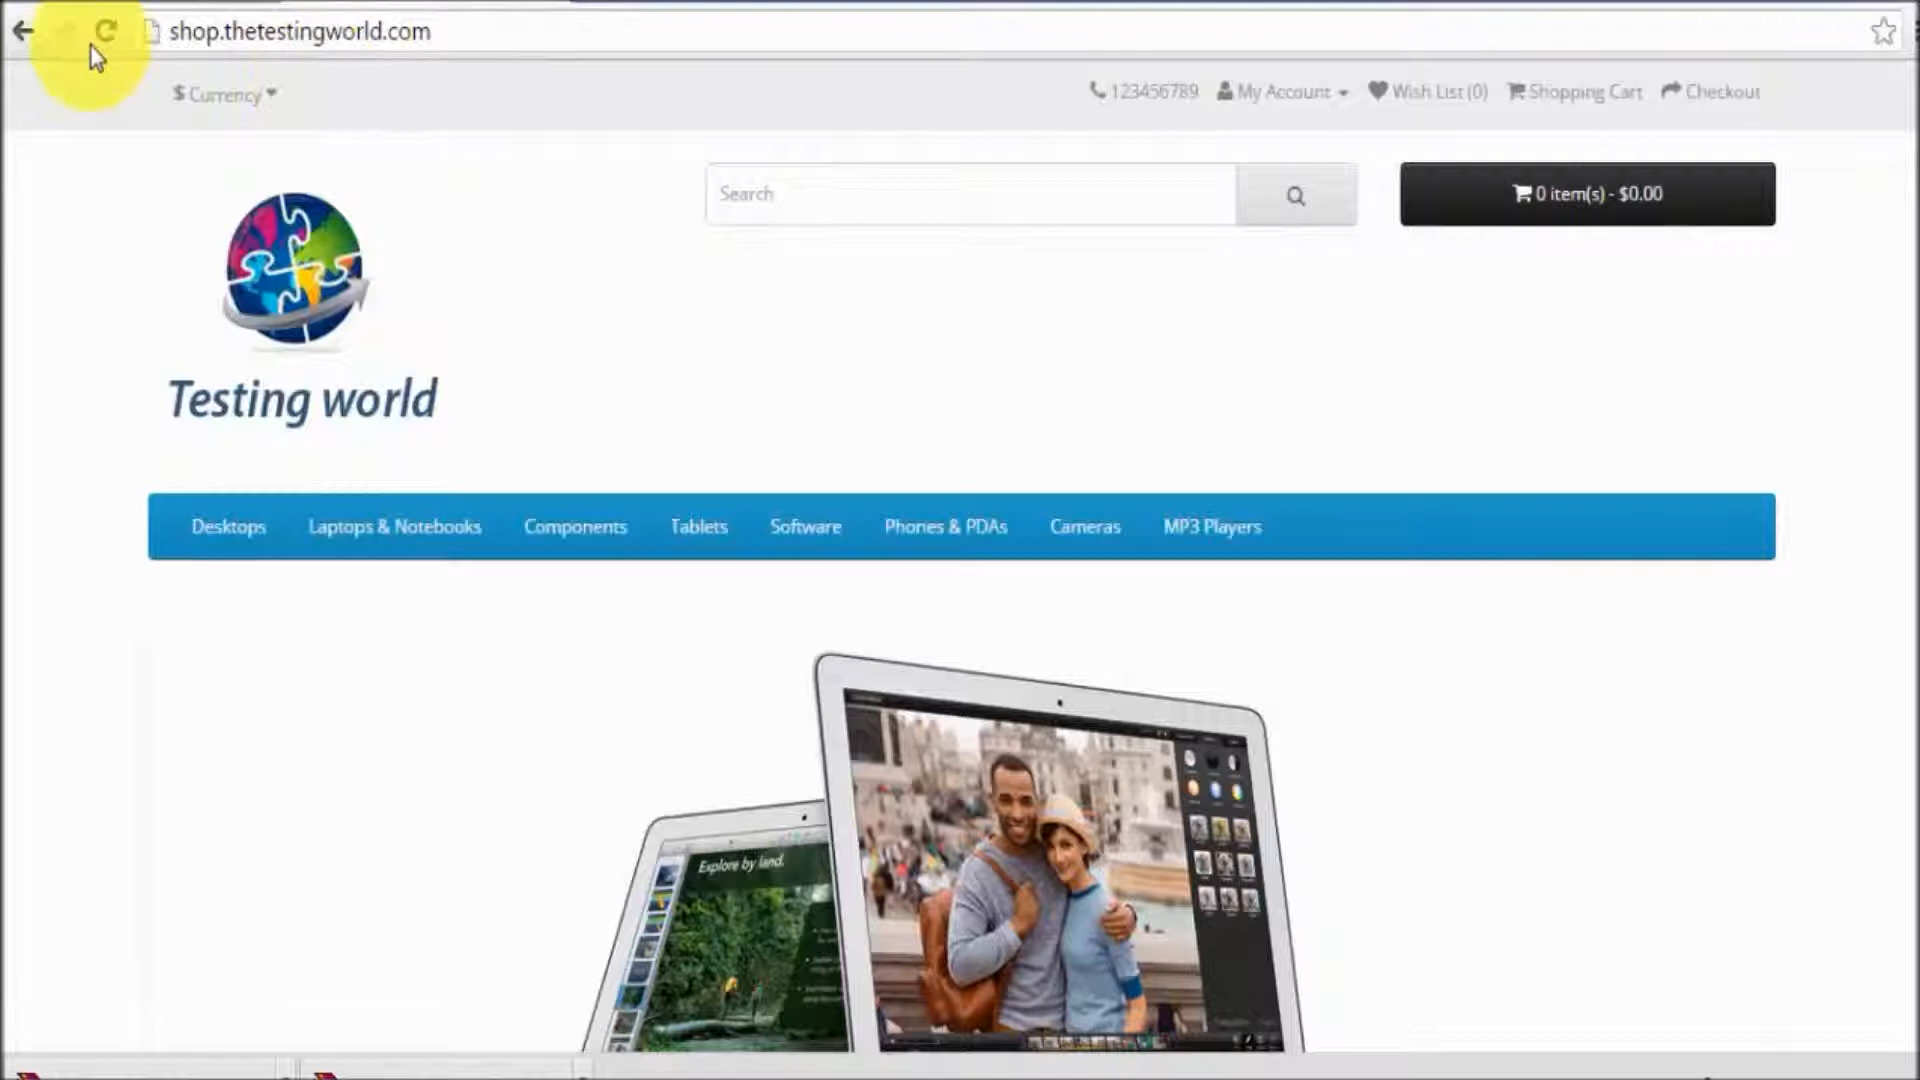 shop.thetestingworld.com
$ Currency
123456789 My Account Wish List (0) Shopping Cart Checkout
Search
0 item(s) - $0.00
Testing world
Desktops Laptops & Notebooks Components Tablets Software Phones & PDAs Cameras MP3 Players
Explore by land.